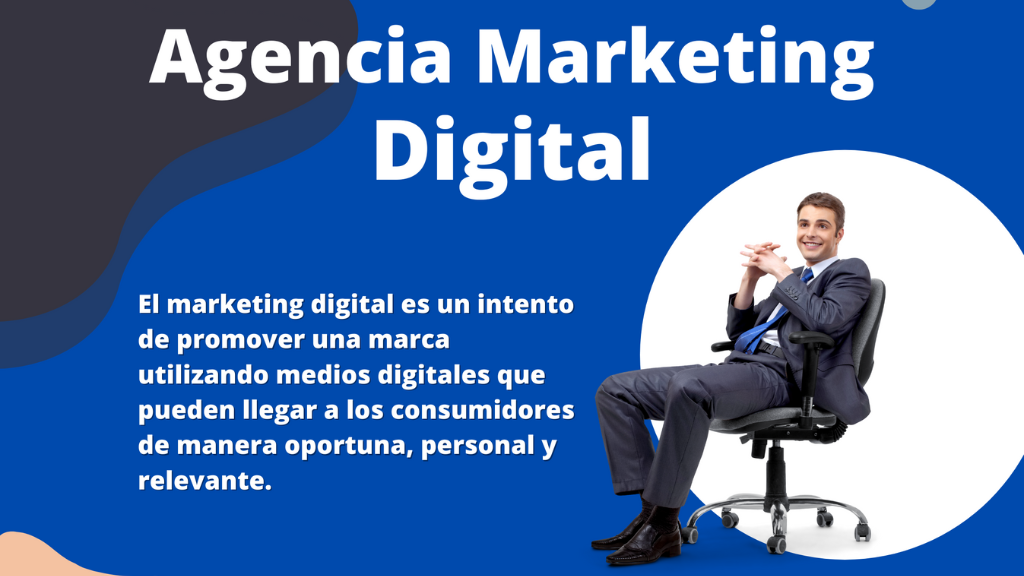 Agencia Marketing
Digital
El marketing digital es un intento
de promover una marca
utilizando medios digitales que
pueden llegar a los consumidores
de manera oportuna, personal y
relevante.